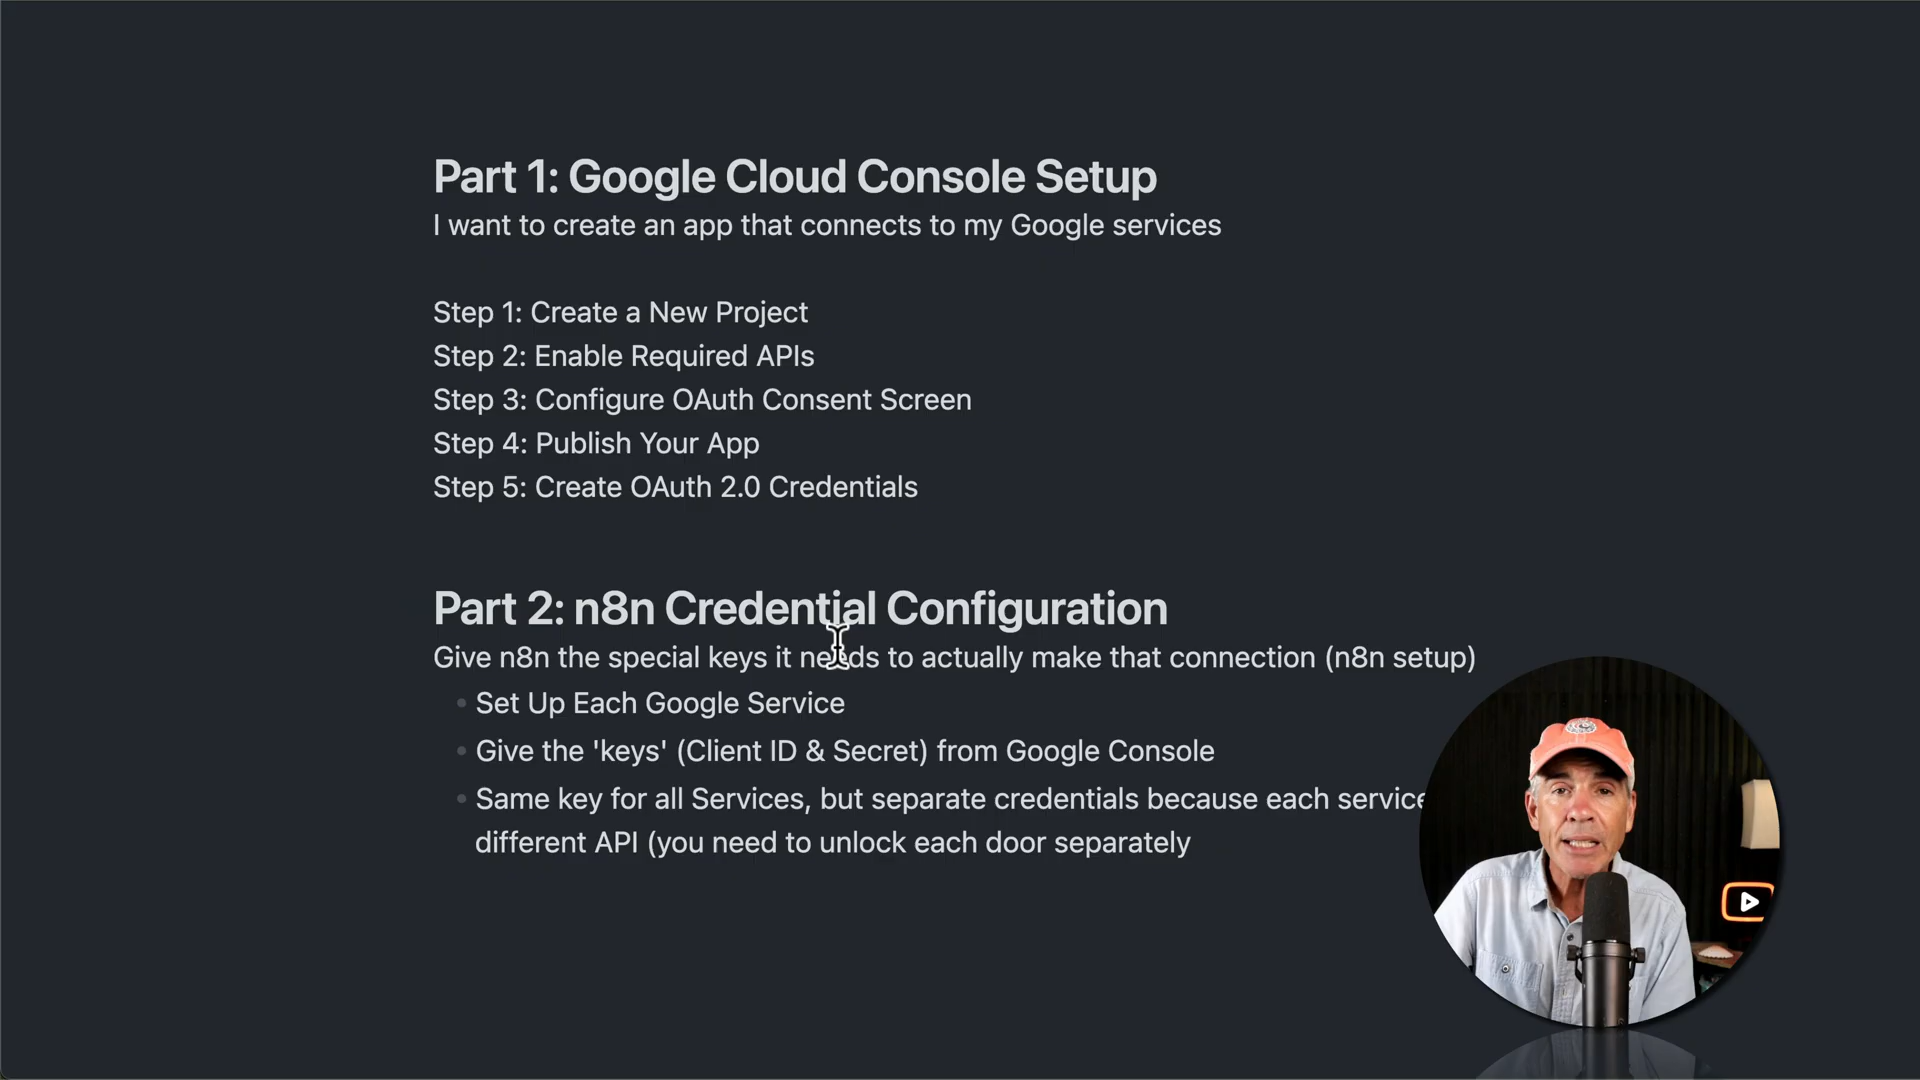 Part 1: Google Cloud Console Setup
I want to create an app that connects to my Google services
Step 1: Create a New Project
Step 2: Enable Required APIs
Step 3: Configure OAuth Consent Screen
Step 4: Publish Your App
Step 5: Create OAuth 2.0 Credentials
Part 2: n8n Credential Configuration
Give n8n the special keys it needs to actually make that connection (n8n setup)
Set Up Each Google Service
Give the 'keys' (Client ID & Secret) from Google Console
Same key for all Services, but separate credentials because each service
different API (you need to unlock each door separately